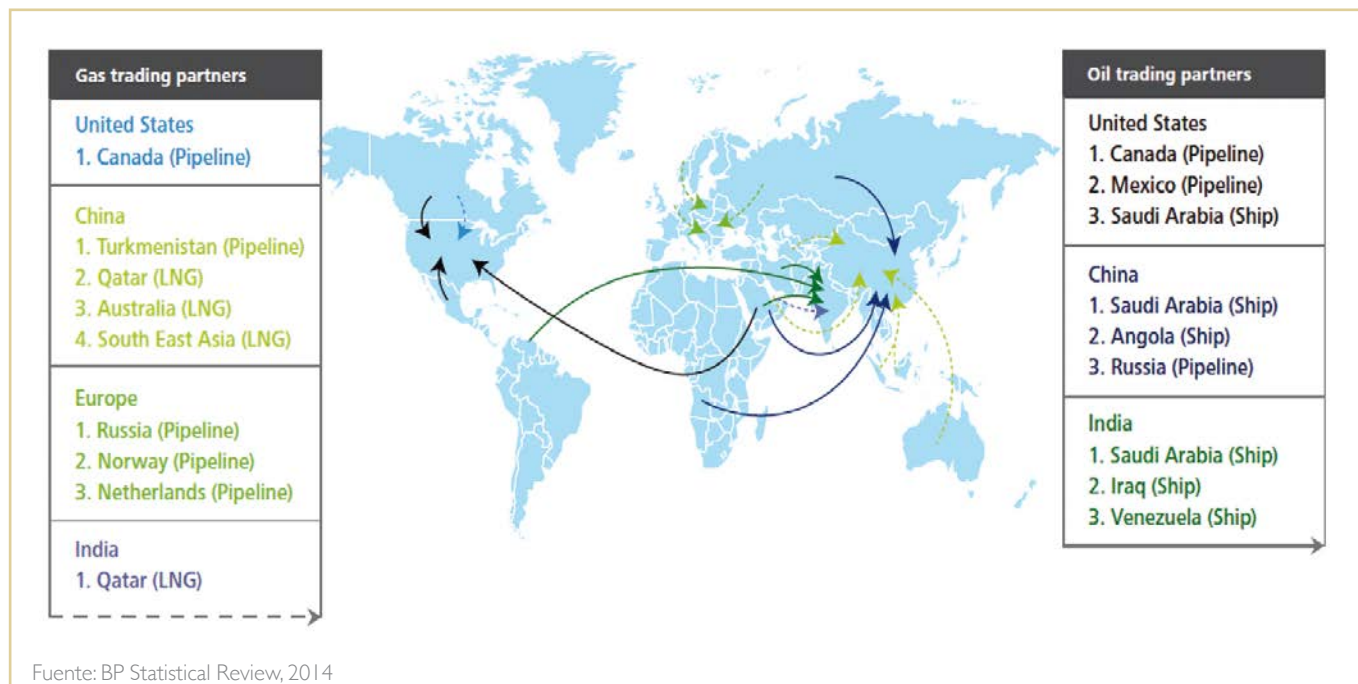 Gas trading partners
United States
1. Canada (Pipeline)
China
1. Turkmenistan (Pipeline)
2. Qatar (LNG)
3. Australia (LNG)
4. South East Asia (LNG)
Europe
1. Russia (Pipeline)
2. Norway (Pipeline)
3. Netherlands (Pipeline)
India
1. Qatar (LNG)
Oil trading partners
United States
1. Canada (Pipeline)
2. Mexico (Pipeline)
3. Saudi Arabia (Ship)
China
1. Saudi Arabia (Ship)
2. Angola (Ship)
3. Russia (Pipeline)
India
1. Saudi Arabia (Ship)
2. Iraq (Ship)
3. Venezuela (Ship)
Fuente: BP Statistical Review, 2014